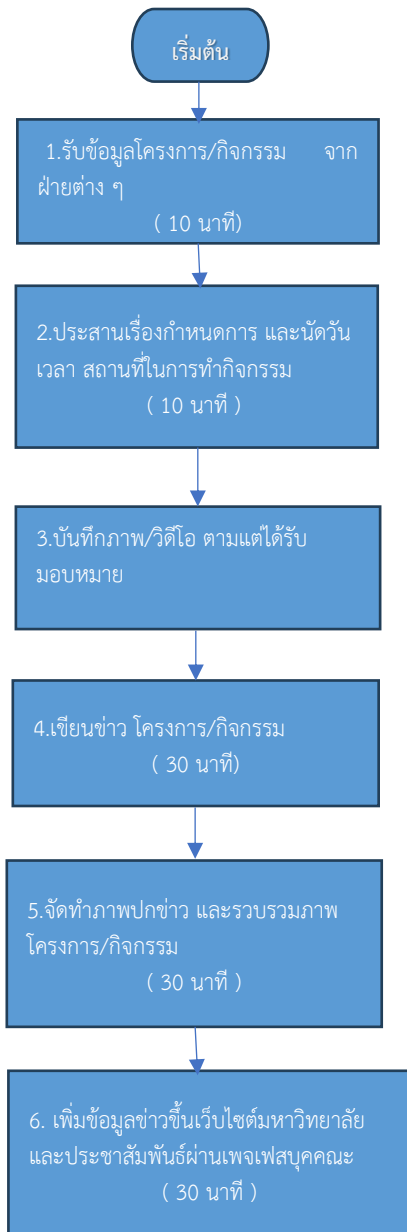 เริ่มต้น
1.รับข้อมูลโครงการ/กิจกรรม จาก
ฝ่ายต่าง ๆ
( 10 นาที)
2.ประสานเรื่องกำหนดการ และนัดวัน
เวลา สถานที่ในการทำกิจกรรม
( 10 นาที )
3.บันทึกภาพ/วิดีโอ ตามแต่ได้รับ
มอบหมาย
4.เขียนข่าว โครงการ/กิจกรรม
( 30 นาที)
5.จัดทำภาพปกข่าว และรวบรวมภาพ
โครงการ/กิจกรรม
( 30 นาที )
6. เพิ่มข้อมูลข่าวขึ้นเว็บไซต์มหาวิทยาลัย
และประชาสัมพันธ์ผ่านเพจเฟสบุคคณะ
( 30 นาที )